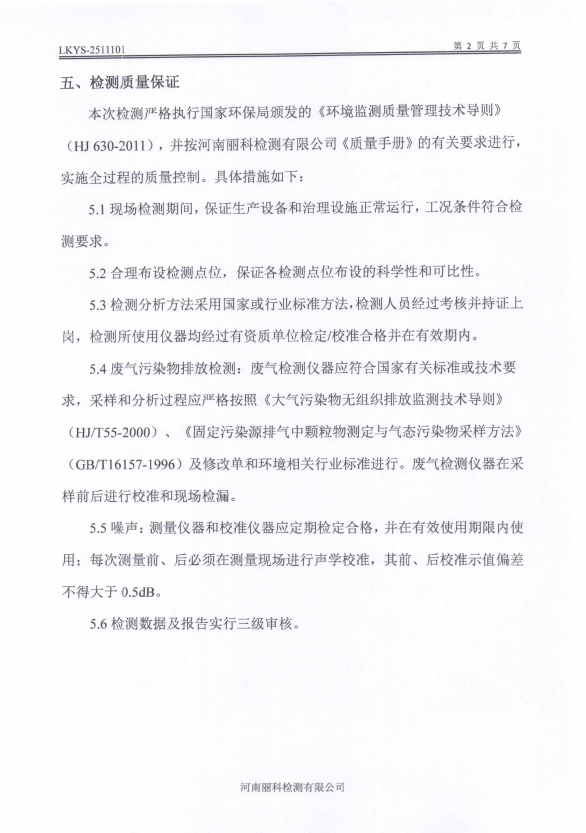 LKYS-2511101
第 2 页 共 7 页
五、检测质量保证
本次检测严格执行国家环保局颁发的《环境监测质量管理技术导则》
（HJ 630-2011），并按河南丽科检测有限公司《质量手册》的有关要求进行，
实施全过程的质量控制。具体措施如下：
5.1 现场检测期间，保证生产设备和治理设施正常运行，工况条件符合检
测要求。
5.2 合理布设检测点位，保证各检测点位布设的科学性和可比性。
5.3 检测分析方法采用国家或行业标准方法，检测人员经过考核并持证上
岗，检测所使用仪器均经过有资质单位检定/校准合格并在有效期内。
5.4 废气污染物排放检测：废气检测仪器应符合国家有关标准或技术要
求，采样和分析过程应严格按照《大气污染物无组织排放监测技术导则》
（HJ/T55-2000）、《固定污染源排气中颗粒物测定与气态污染物采样方法》
（GB/T16157-1996）及修改单和环境相关行业标准进行。废气检测仪器在采
样前后进行校准和现场检漏。
5.5 噪声：测量仪器和校准仪器应定期检定合格，并在有效使用期限内使
用；每次测量前、后必须在测量现场进行声学校准，其前、后校准示值偏差
不得大于 0.5dB。
5.6 检测数据及报告实行三级审核。
河南丽科检测有限公司